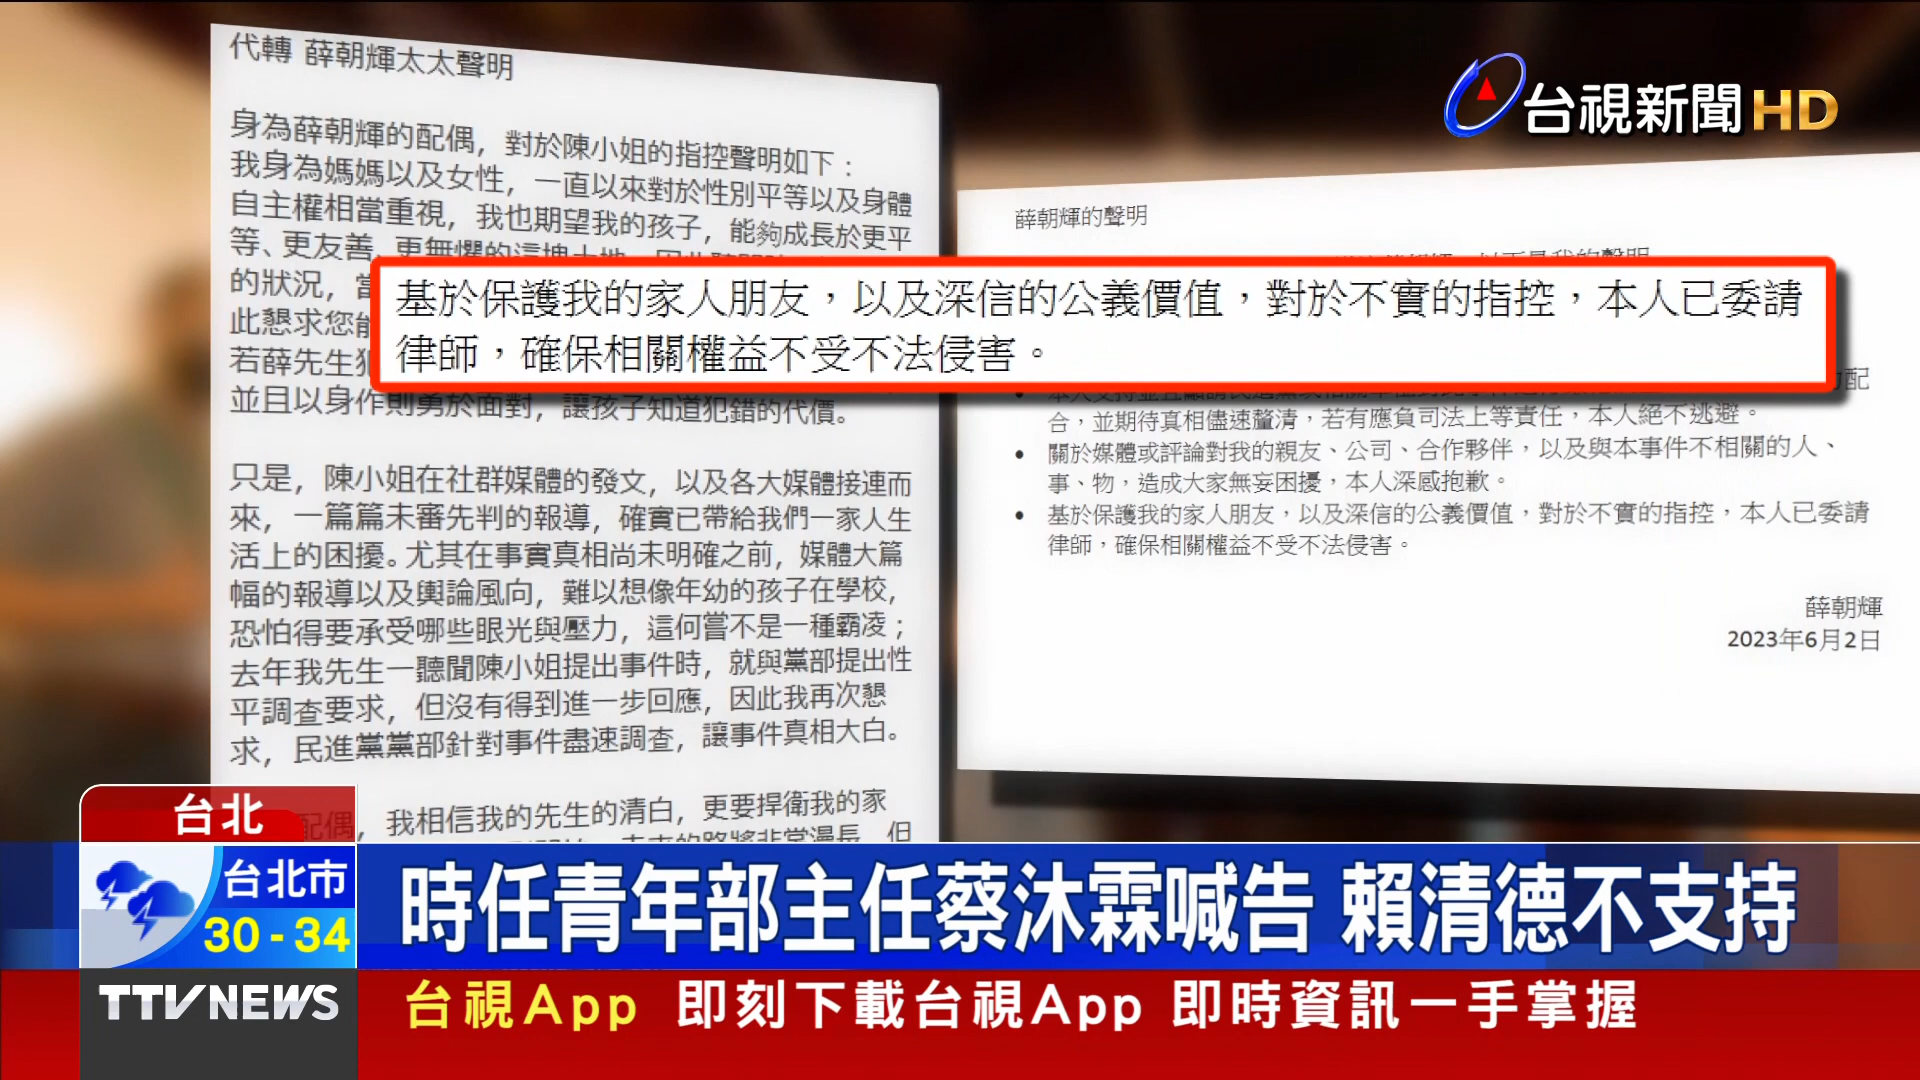 代轉 薛朝輝太太聲明
身為薛朝輝的配偶，對於陳小姐的指控聲明如下：
我身為媽媽以及女性，一直以來對於性別平等以及身體
自主權相當重視，我也期望我的孩子，能夠成長於更平
等、更友善、更無懼的這塊土地
的狀況，
此懇求您能
若薛先生犯
並且以身作則勇於面對，讓孩子知道犯錯的代價。
只是，陳小姐在社群媒體的發文，以及各大媒體接連而
來，一篇篇未審先判的報導，確實已帶給我們一家人生
活上的困擾。尤其在事實真相尚未明確之前，媒體大篇
幅的報導以及輿論風向，難以想像年幼的孩子在學校，
恐怕得要承受哪些眼光與壓力，這何嘗不是一種霸凌；
去年我先生一聽聞陳小姐提出事件時，就與黨部提出性
平調查要求，但沒有得到進一步回應，因此我再次懇
求，民進黨黨部針對事件盡速調查，讓事件真相大白。
配偶，我相信我的先生的清白，更要捍衛我的家
薛朝輝的聲明
基於保護我的家人朋友，以及深信的公義價值，對於不實的指控，本人已委請
律師，確保相關權益不受不法侵害。
配
合，並期待真相儘速釐清，若有應負司法上等責任，本人絕不逃避。
• 關於媒體或評論對我的親友、公司、合作夥伴，以及與本事件不相關的人、
事、物，造成大家無妄困擾，本人深感抱歉。
• 基於保護我的家人朋友，以及深信的公義價值，對於不實的指控，本人已委請
律師，確保相關權益不受不法侵害。
薛朝輝
2023年6月2日
台視新聞HD
台北
台北市
30-34
時任青年部主任蔡沐霖喊告 賴清德不支持
TTV NEWS
台視App 即刻下載台視App 即時資訊一手掌握